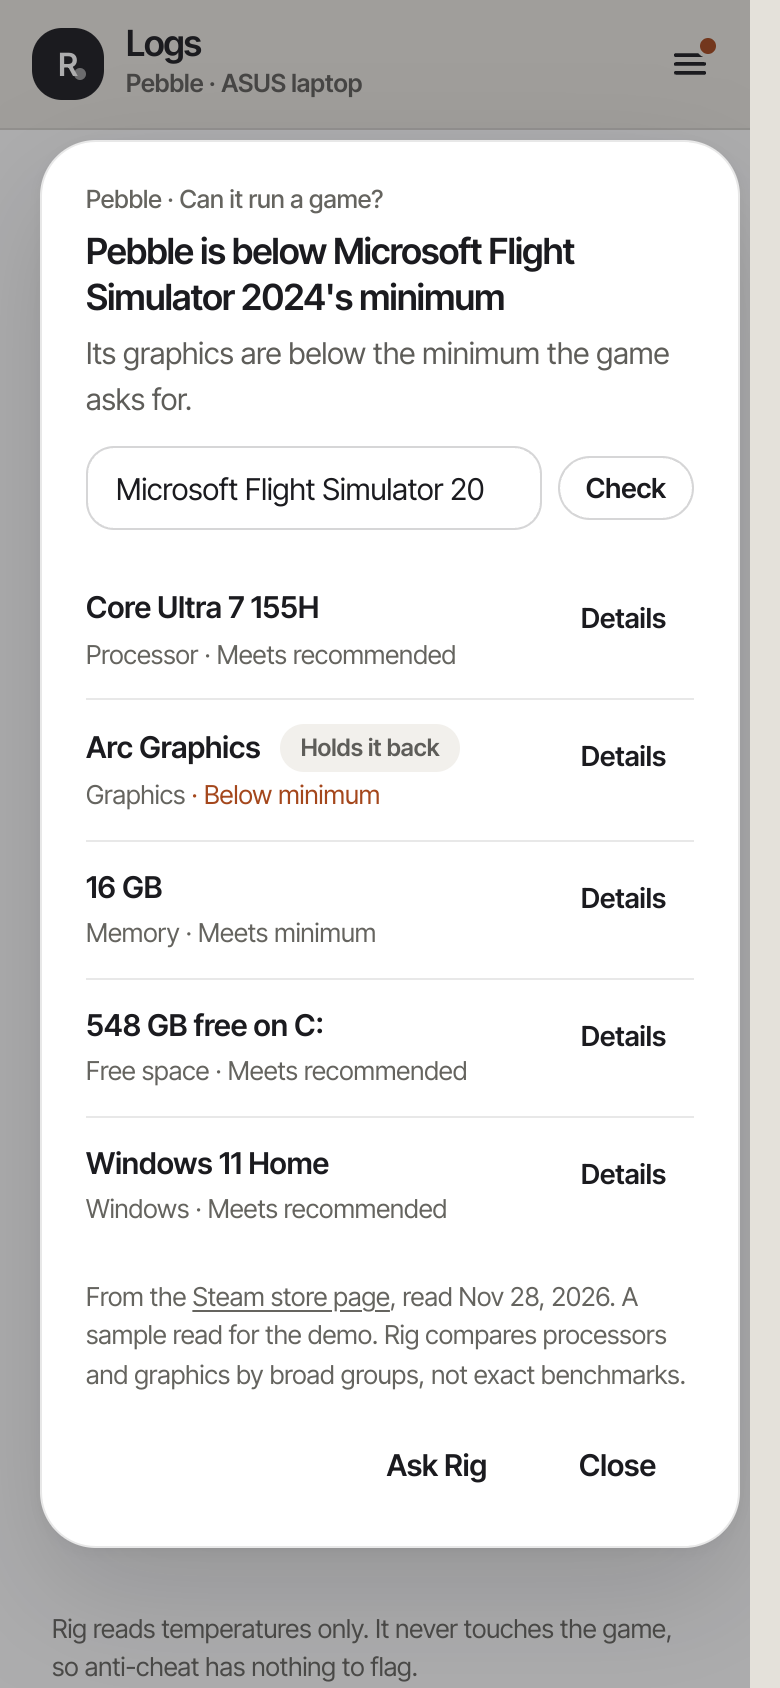 R.
Logs
Pebble · ASUS laptop
Pebble · Can it run a game?
Pebble is below Microsoft Flight
Simulator 2024's minimum
Its graphics are below the minimum the game
asks for.
Microsoft Flight Simulator 20
Check
Core Ultra 7 155H
Details
Processor · Meets recommended
Arc Graphics
Holds it back
Details
Graphics · Below minimum
16 GB
Details
Memory · Meets minimum
548 GB free on C:
Details
Free space · Meets recommended
Windows 11 Home
Details
Windows · Meets recommended
From the Steam store page, read Nov 28, 2026. A
sample read for the demo. Rig compares processors
and graphics by broad groups, not exact benchmarks.
Ask Rig
Close
Rig reads temperatures only. It never touches the game,
so anti-cheat has nothing to flag.